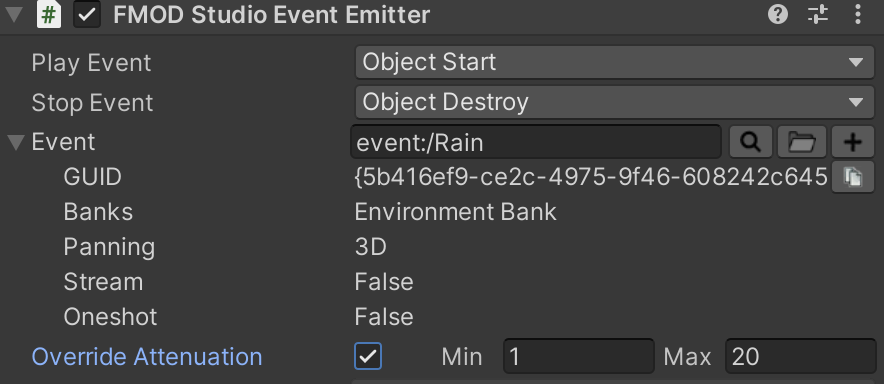 FMOD Studio Event Emitter
Play Event Object Start
Stop Event Object Destroy
Event event:/Rain
GUID {5b416ef9-ce2c-4975-9f46-608242c645
Banks Environment Bank
Panning 3D
Stream False
Oneshot False
Override Attenuation Min 1 Max 20